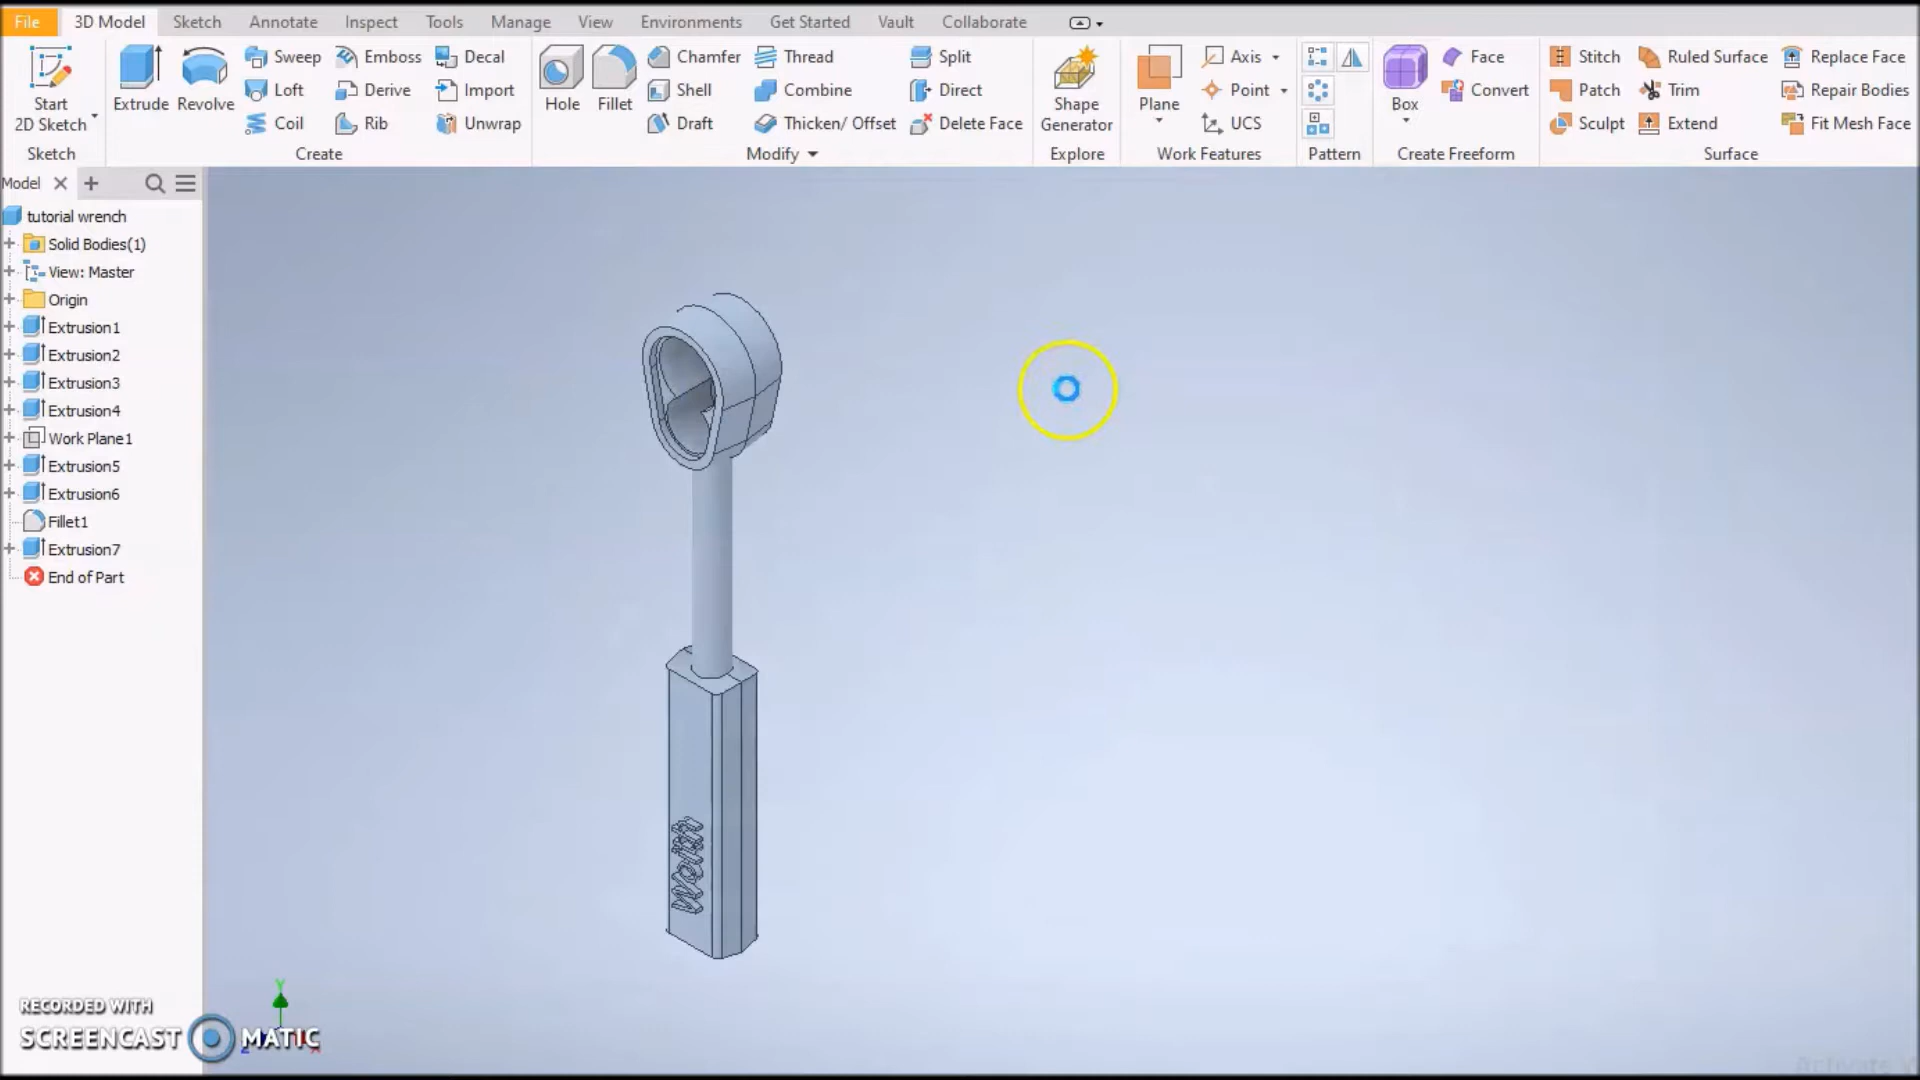 File 3D Model Sketch Annotate Inspect Tools Manage View Environments Get Started Vault Collaborate
Start 2D Sketch
Extrude
Revolve
Sweep
Loft
Coil
Emboss
Derive
Rib
Decal
Import
Unwrap
Hole
Fillet
Chamfer
Shell
Draft
Thread
Combine
Thicken/ Offset
Split
Direct
Delete Face
Shape Generator
Plane
Axis
Point
UCS
Box
Face
Convert
Stitch
Patch
Sculpt
Ruled Surface
Trim
Extend
Replace Face
Repair Bodies
Fit Mesh Face
Sketch Create Modify Explore Work Features Pattern Create Freeform Surface
Model
tutorial wrench
Solid Bodies(1)
View: Master
Origin
Extrusion1
Extrusion2
Extrusion3
Extrusion4
Work Plane1
Extrusion5
Extrusion6
Fillet1
Extrusion7
End of Part
Y
RECORDED WITH
SCREENCAST MATIC